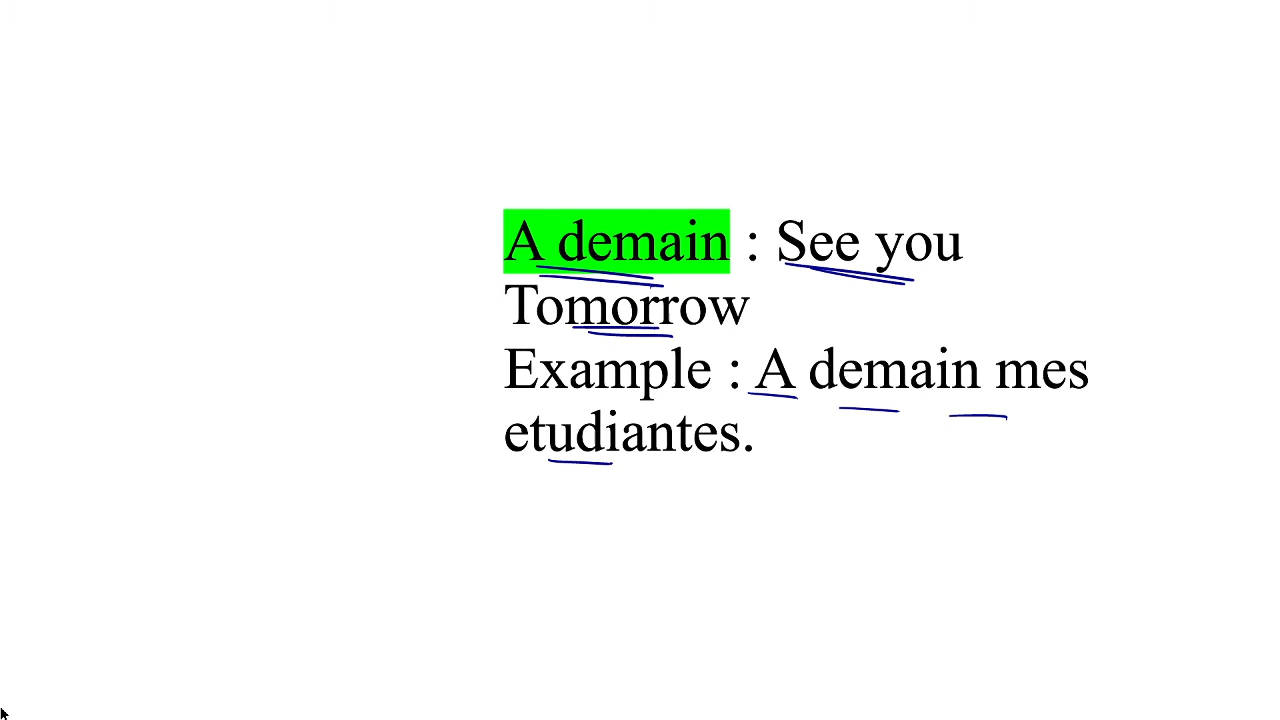 A demain : See you
Tomorrow
Example : A demain mes
etudiantes.